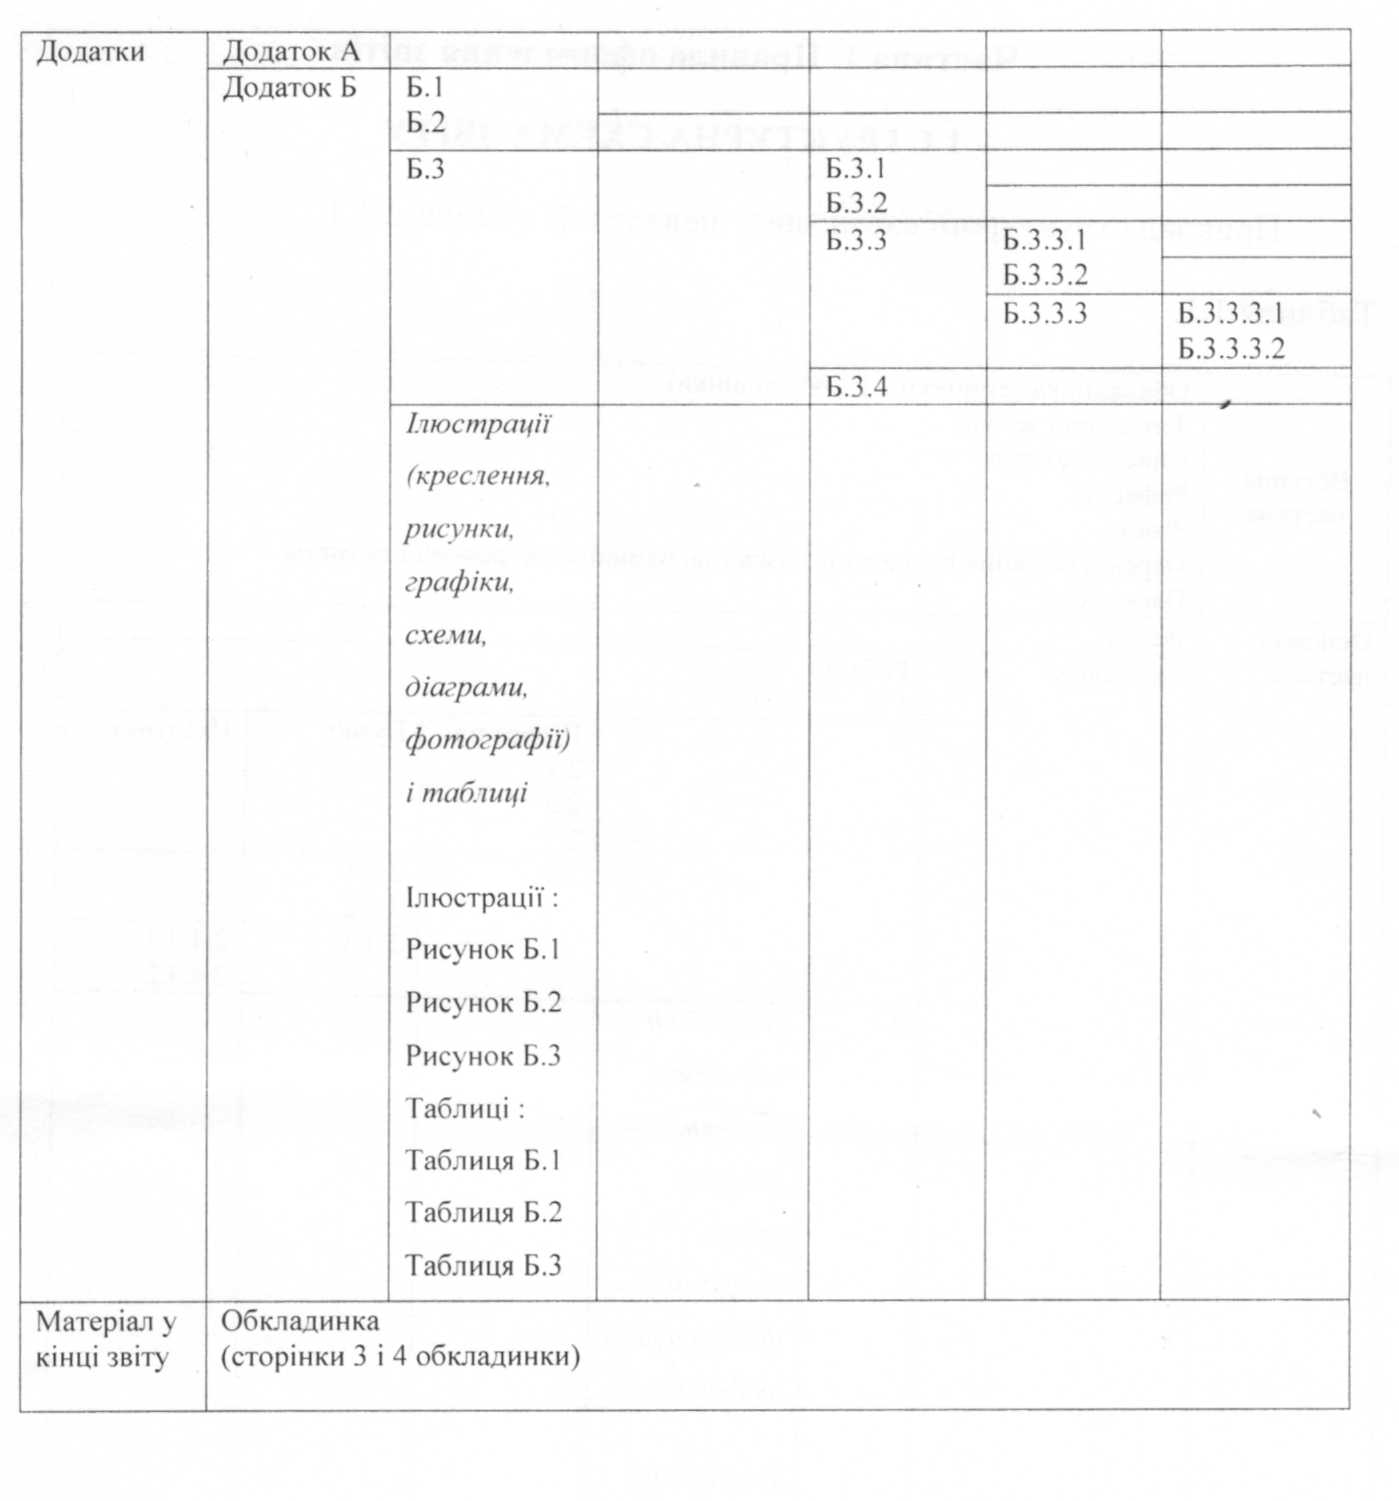 Додатки Додаток А
Додаток Б Б.1
Б.2
Б.3 Б.3.1
Б.3.2
Б.3.3 Б.3.3.1
Б.3.3.2
Б.3.3.3 Б.3.3.3.1
Б.3.3.3.2
Б.3.4
Ілюстрації
(креслення,
рисунки,
графіки,
схеми,
діаграми,
фотографії)
і таблиці
Ілюстрації :
Рисунок Б.1
Рисунок Б.2
Рисунок Б.3
Таблиці :
Таблиця Б.1
Таблиця Б.2
Таблиця Б.3
Матеріал у Обкладинка
кінці звіту (сторінки 3 і 4 обкладинки)